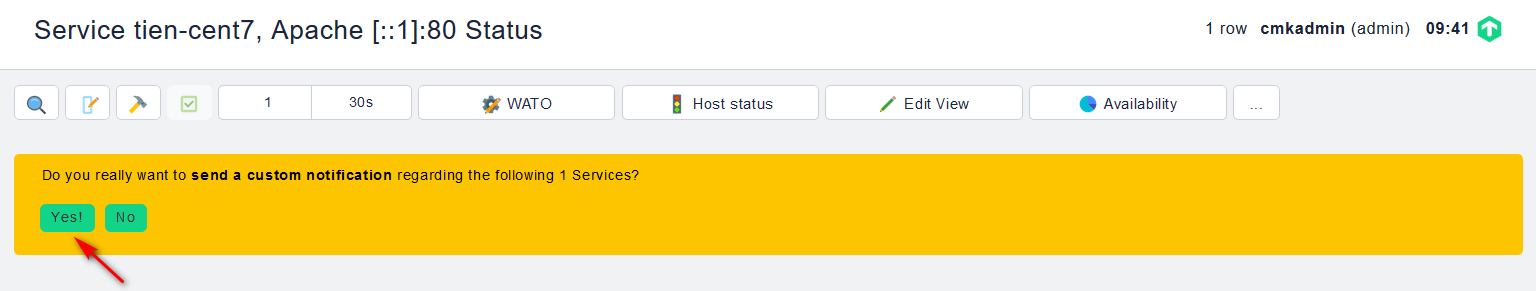 Service tien-cent7, Apache [::1]:80 Status
1 row cmkadmin (admin) 09:41
1 30s WATO Host status Edit View Availability ...
Do you really want to send a custom notification regarding the following 1 Services?
Yes! No